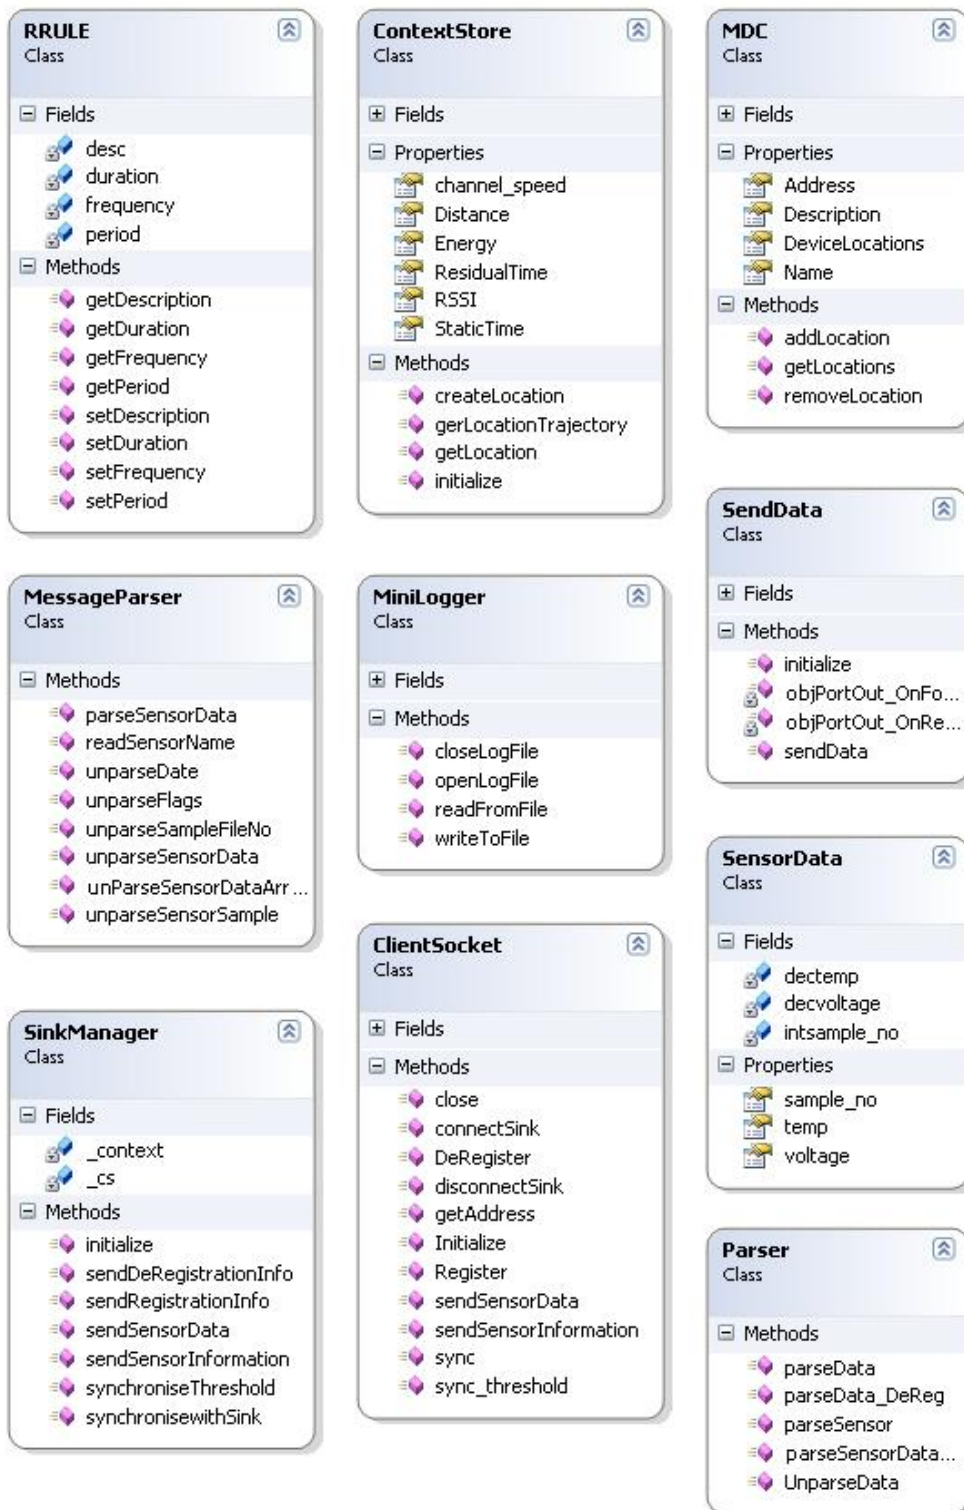 RRULE
Class
Fields
desc
duration
frequency
period
Methods
getDescription
getDuration
getFrequency
getPeriod
setDescription
setDuration
setFrequency
setPeriod
ContextStore
Class
Fields
Properties
channel_speed
Distance
Energy
ResidualTime
RSSI
StaticTime
Methods
createLocation
gerLocationTrajectory
getLocation
initialize
MDC
Class
Fields
Properties
Address
Description
DeviceLocations
Name
Methods
addLocation
getLocations
removeLocation
MessageParser
Class
Methods
parseSensorData
readSensorName
unparseDate
unparseFlags
unparseSampleFileNo
unparseSensorData
unParseSensorDataArr...
unparseSensorSample
MiniLogger
Class
Fields
Methods
closeLogFile
openLogFile
readFromFile
writeToFile
SendData
Class
Fields
Methods
initialize
objPortOut_OnFo...
objPortOut_OnRe...
sendData
SinkManager
Class
Fields
_context
_cs
Methods
initialize
sendDeRegistrationInfo
sendRegistrationInfo
sendSensorData
sendSensorInformation
synchroniseThreshold
synchronisewithSink
ClientSocket
Class
Fields
Methods
close
connectSink
DeRegister
disconnectSink
getAddress
Initialize
Register
sendSensorData
sendSensorInformation
sync
sync_threshold
SensorData
Class
Fields
dectemp
decvoltage
intsample_no
Properties
sample_no
temp
voltage
Parser
Class
Methods
parseData
parseData_DeReg
parseSensor
parseSensorData...
UnparseData